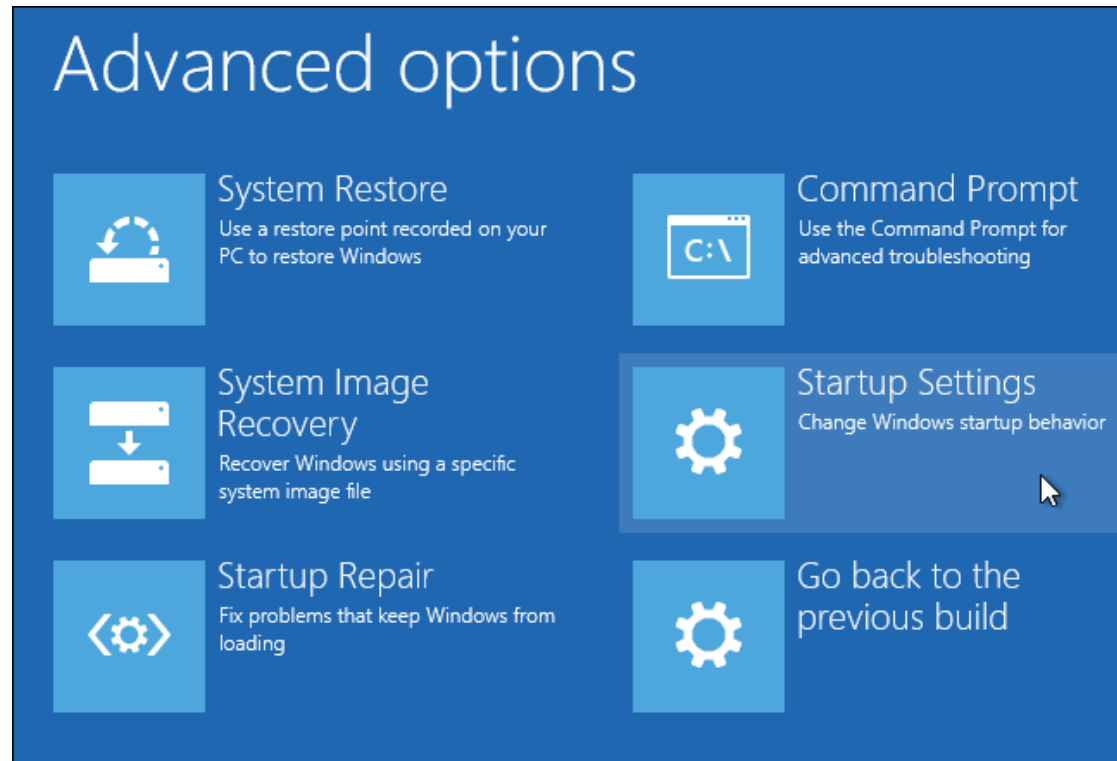 Advanced options
System Restore
Use a restore point recorded on your
PC to restore Windows
System Image
Recovery
Recover Windows using a specific
system image file
Startup Repair
Fix problems that keep Windows from
loading
C:\
Command Prompt
Use the Command Prompt for
advanced troubleshooting
Startup Settings
Change Windows startup behavior
Go back to the
previous build